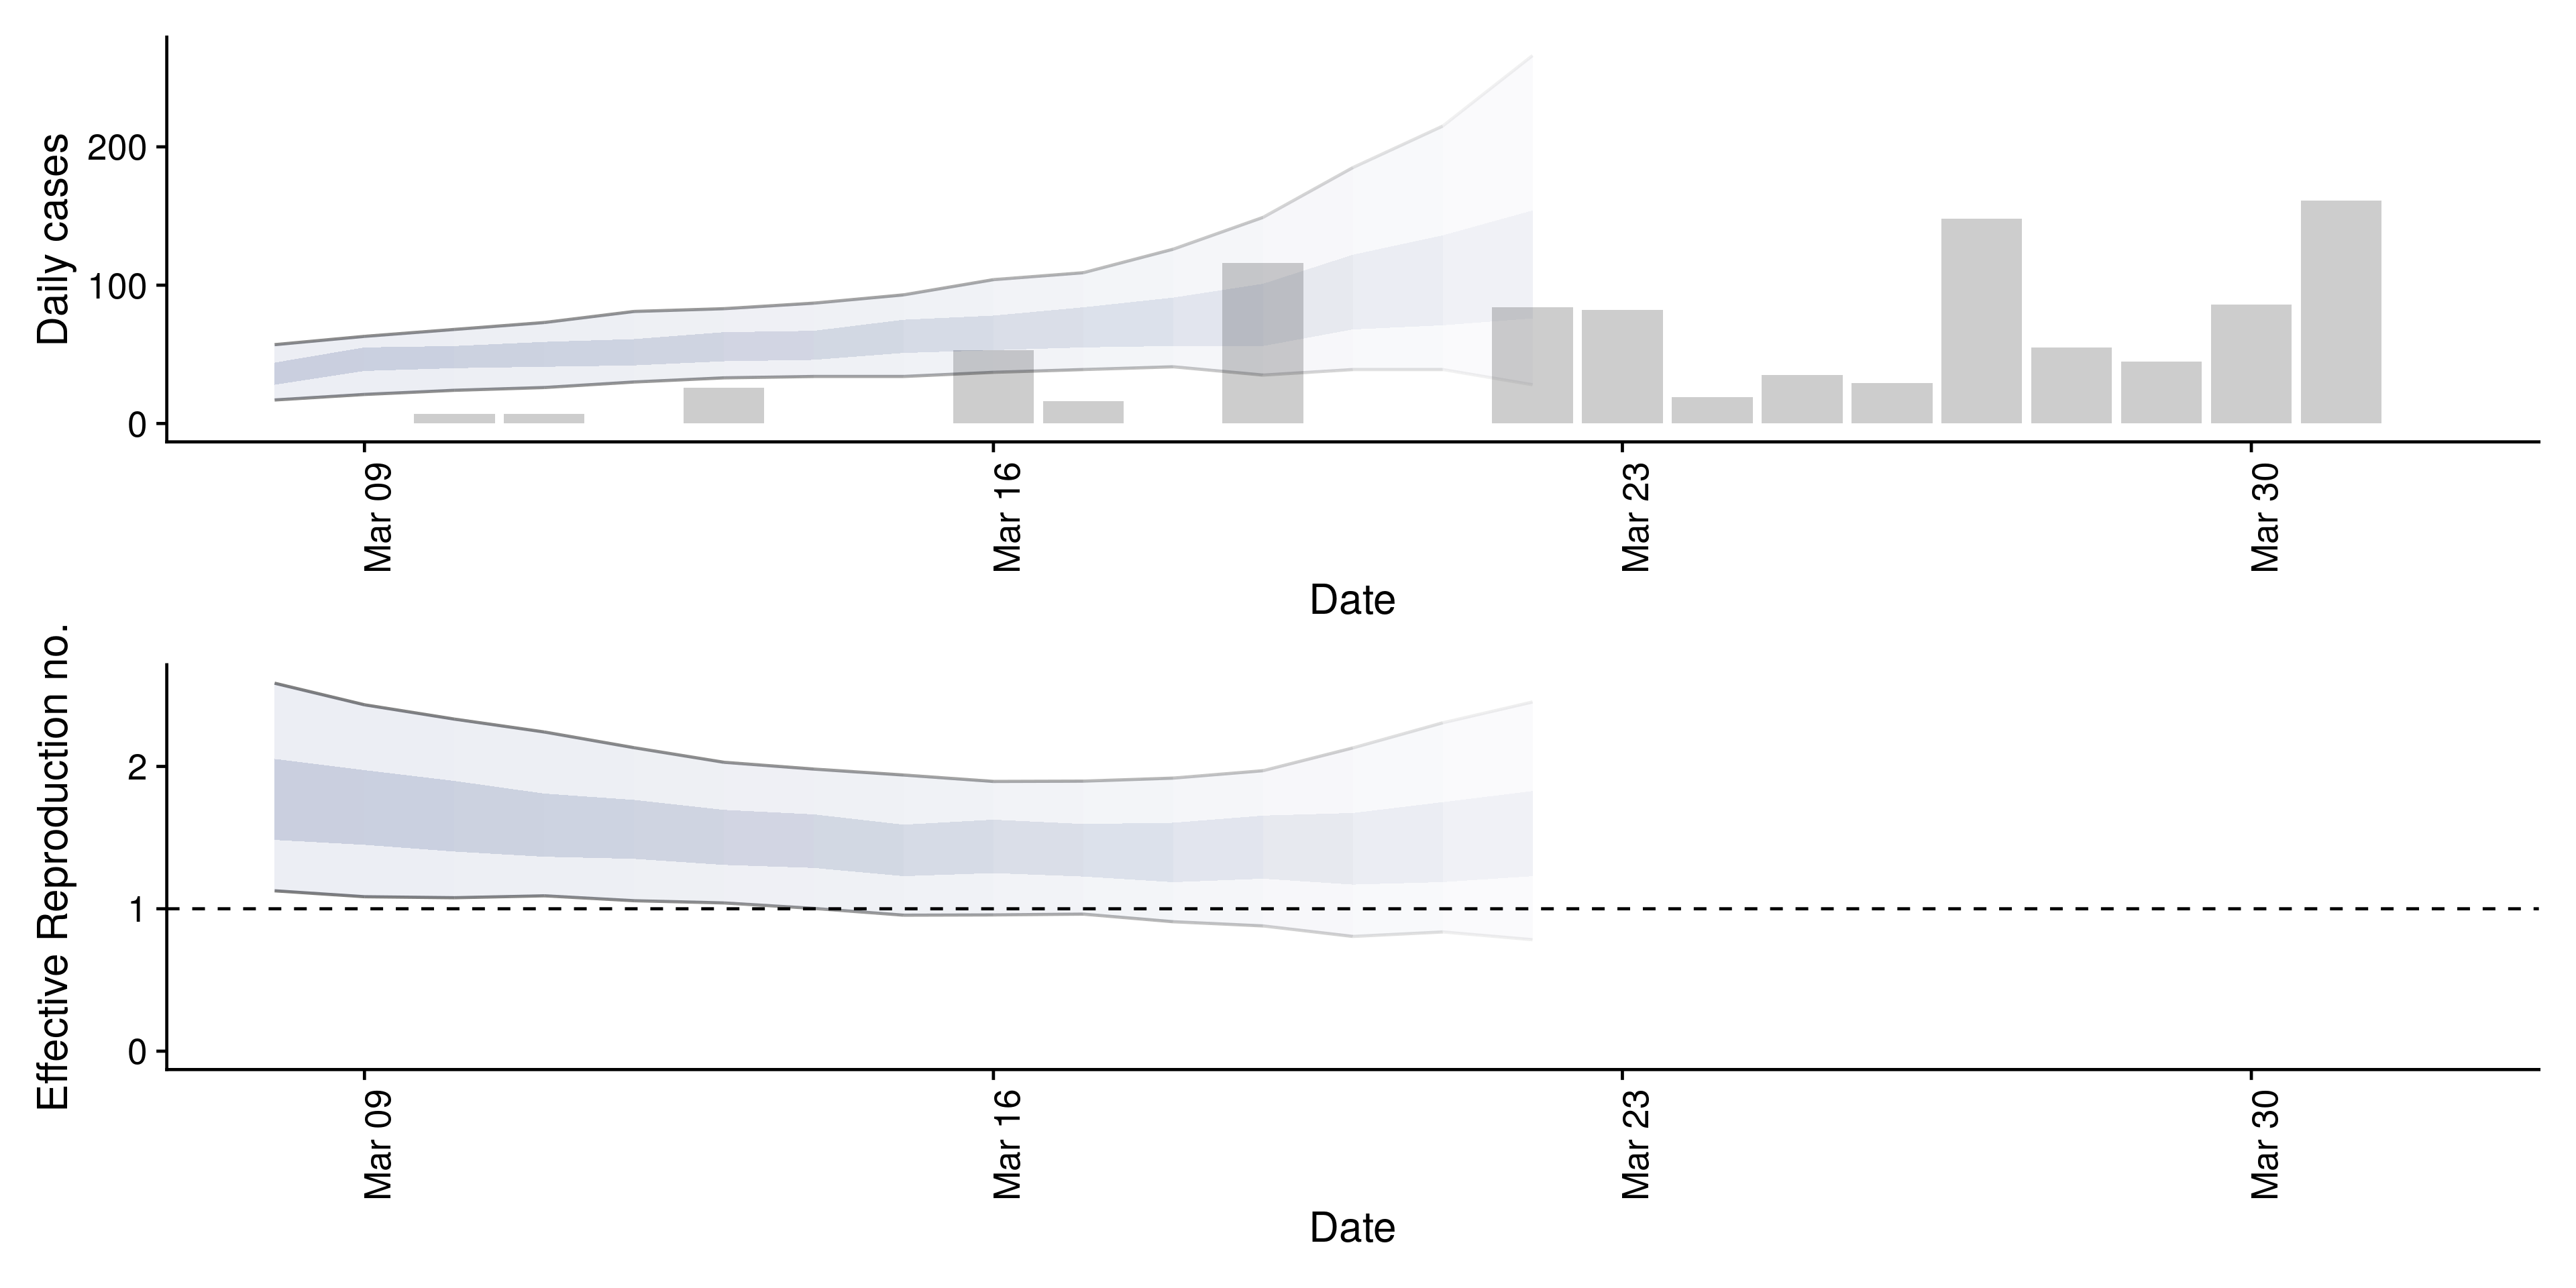 Daily cases
200
100
0
Mar 09
Mar 16
Mar 23
Mar 30
Date
Effective Reproduction no.
2
1
0
Mar 09
Mar 16
Mar 23
Mar 30
Date